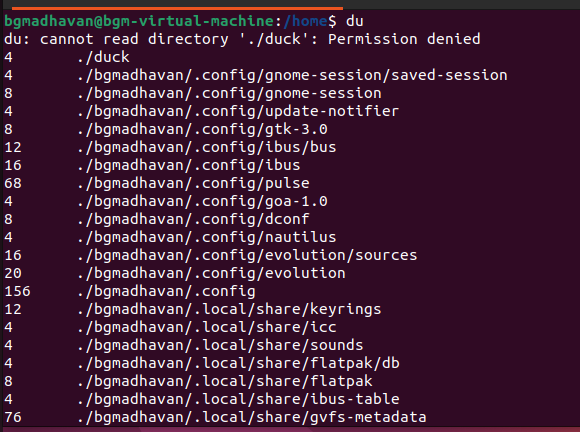 bgmadhavan@bgm-virtual-machine:/home$ du
du: cannot read directory './duck': Permission denied
4 ./duck
4 ./bgmadhavan/.config/gnome-session/saved-session
8 ./bgmadhavan/.config/gnome-session
4 ./bgmadhavan/.config/update-notifier
8 ./bgmadhavan/.config/gtk-3.0
12 ./bgmadhavan/.config/ibus/bus
16 ./bgmadhavan/.config/ibus
68 ./bgmadhavan/.config/pulse
4 ./bgmadhavan/.config/goa-1.0
8 ./bgmadhavan/.config/dconf
4 ./bgmadhavan/.config/nautilus
16 ./bgmadhavan/.config/evolution/sources
20 ./bgmadhavan/.config/evolution
156 ./bgmadhavan/.config
12 ./bgmadhavan/.local/share/keyrings
4 ./bgmadhavan/.local/share/icc
4 ./bgmadhavan/.local/share/sounds
4 ./bgmadhavan/.local/share/flatpak/db
8 ./bgmadhavan/.local/share/flatpak
4 ./bgmadhavan/.local/share/ibus-table
76 ./bgmadhavan/.local/share/gvfs-metadata